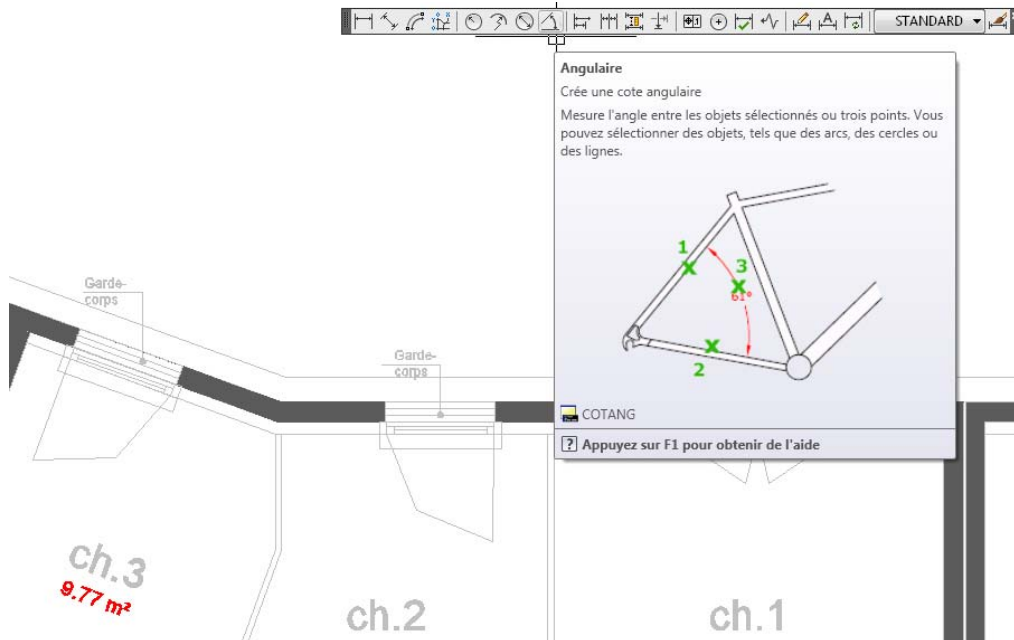 STANDARD
Angulaire
Crée une cote angulaire
Mesure l'angle entre les objets sélectionnés ou trois points. Vous
pouvez sélectionner des objets, tels que des arcs, des cercles ou
des lignes.
1
3
61°
2
COTANG
? Appuyez sur F1 pour obtenir de l'aide
Garde-
corps
Garde-
corps
ch.3
9.77 m²
ch.2
ch.1